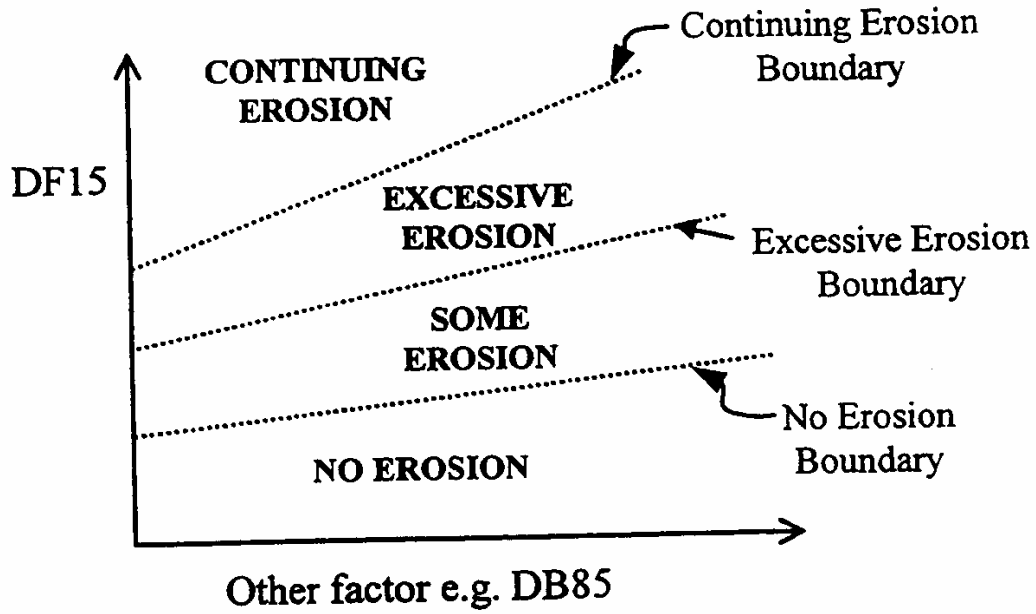 Continuing Erosion
Boundary
CONTINUING
EROSION
DF15
EXCESSIVE
EROSION
Excessive Erosion
Boundary
SOME
EROSION
No Erosion
Boundary
NO EROSION
Other factor e.g. DB85